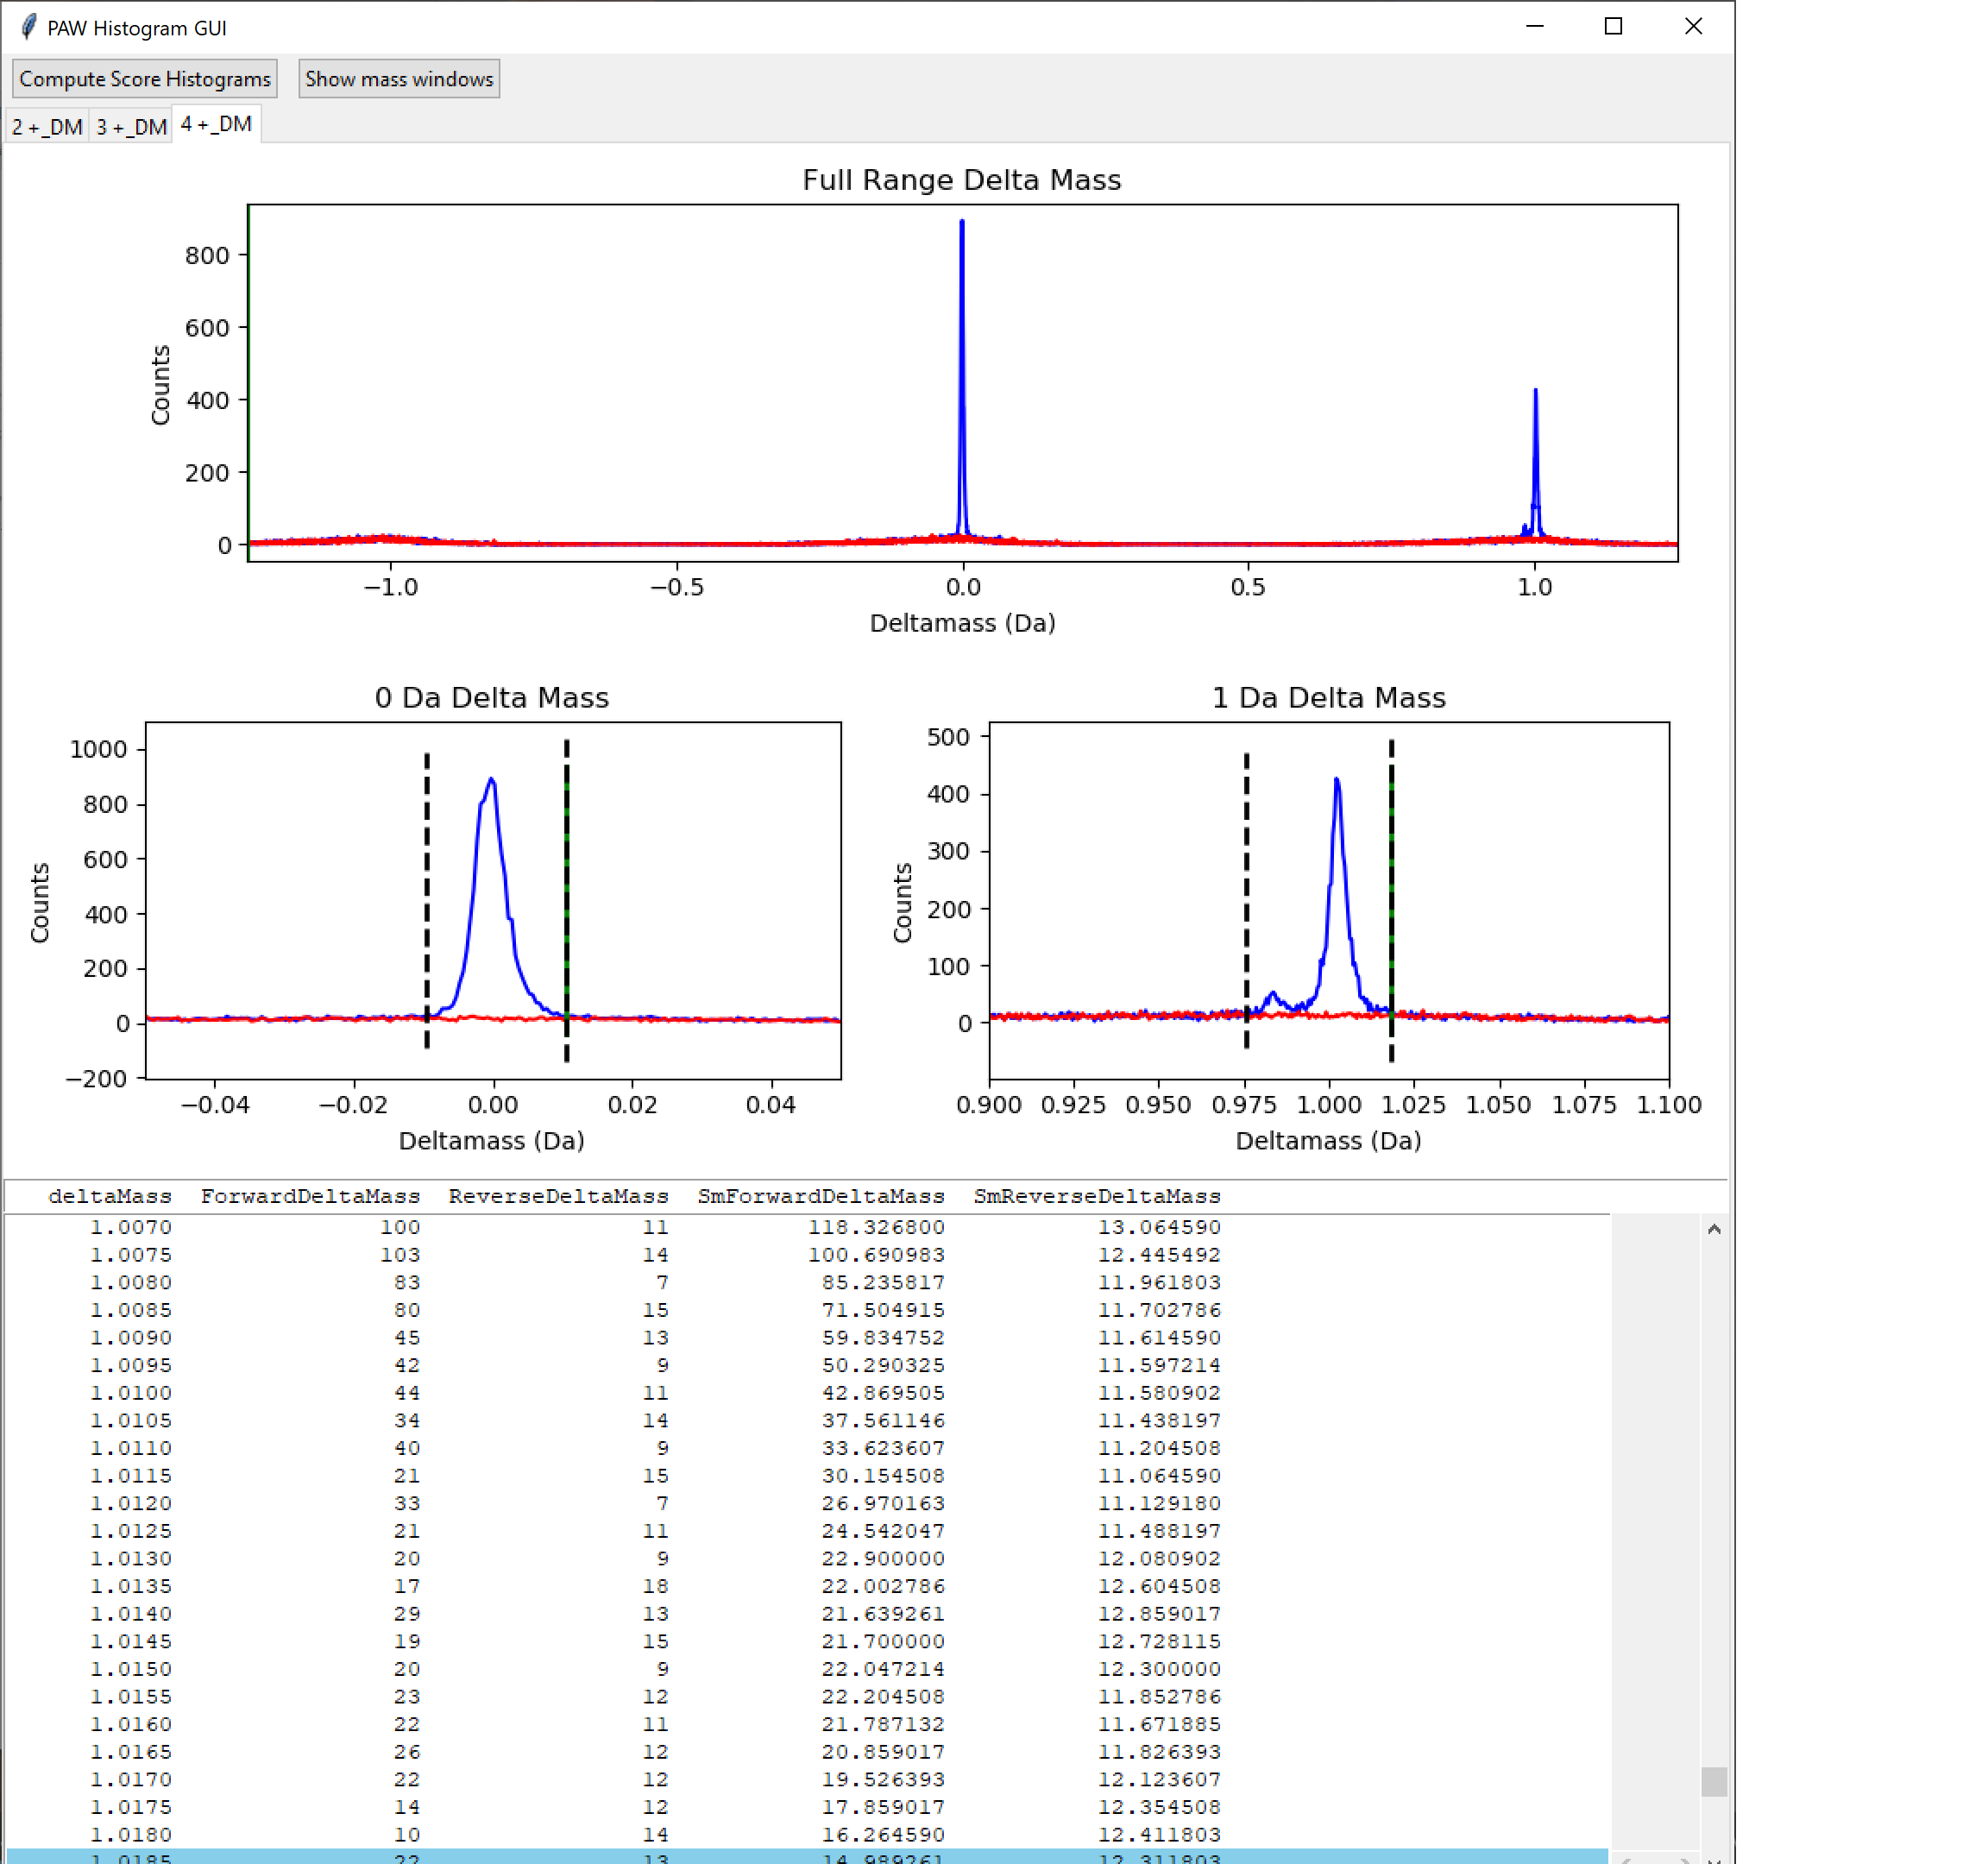 PAW Histogram GUI
Compute Score Histograms Show mass windows
2 +_DM 3 +_DM 4 +_DM
Full Range Delta Mass
800
600
400
200
0
Counts
−1.0 −0.5 0.0 0.5 1.0
Deltamass (Da)
0 Da Delta Mass
1000
800
600
400
200
0
−200
Counts
−0.04 −0.02 0.00 0.02 0.04
Deltamass (Da)
1 Da Delta Mass
500
400
300
200
100
0
Counts
0.900 0.925 0.950 0.975 1.000 1.025 1.050 1.075 1.100
Deltamass (Da)
deltaMass ForwardDeltaMass ReverseDeltaMass SmForwardDeltaMass SmReverseDeltaMass
1.0070 100 11 118.326800 13.064590
1.0075 103 14 100.690983 12.445492
1.0080 83 7 85.235817 11.961803
1.0085 80 15 71.504915 11.702786
1.0090 45 13 59.834752 11.614590
1.0095 42 9 50.290325 11.597214
1.0100 44 11 42.869505 11.580902
1.0105 34 14 37.561146 11.438197
1.0110 40 9 33.623607 11.204508
1.0115 21 15 30.154508 11.064590
1.0120 33 7 26.970163 11.129180
1.0125 21 11 24.542047 11.488197
1.0130 20 9 22.900000 12.080902
1.0135 17 18 22.002786 12.604508
1.0140 29 13 21.639261 12.859017
1.0145 19 15 21.700000 12.728115
1.0150 20 9 22.047214 12.300000
1.0155 23 12 22.204508 11.852786
1.0160 22 11 21.787132 11.671885
1.0165 26 12 20.859017 11.826393
1.0170 22 12 19.526393 12.123607
1.0175 14 12 17.859017 12.354508
1.0180 10 14 16.264590 12.411803
1.0185 22 13 14.989261 12.311803